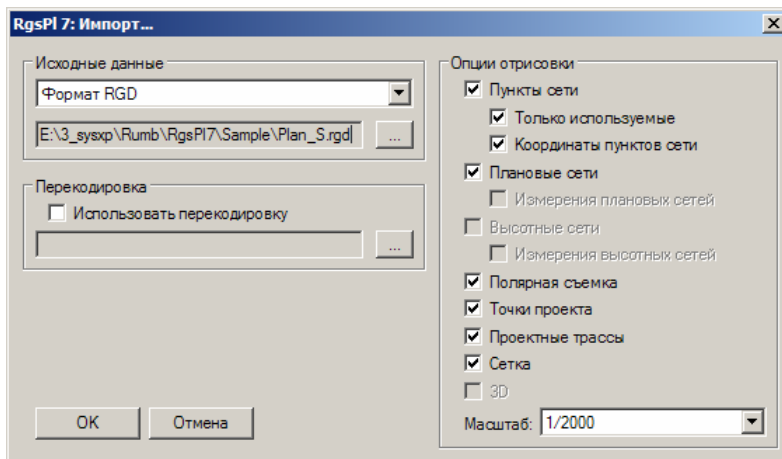 RgsPl 7: Импорт...
Исходные данные
Формат RGD
E:\3_sysxp\Rumb\RgsPl7\Sample\Plan_S.rgd
...
Перекодировка
Использовать перекодировку
...
OK
Отмена
Опции отрисовки
Пункты сети
Только используемые
Координаты пунктов сети
Плановые сети
Измерения плановых сетей
Высотные сети
Измерения высотных сетей
Полярная съемка
Точки проекта
Проектные трассы
Сетка
3D
Масштаб: 1/2000